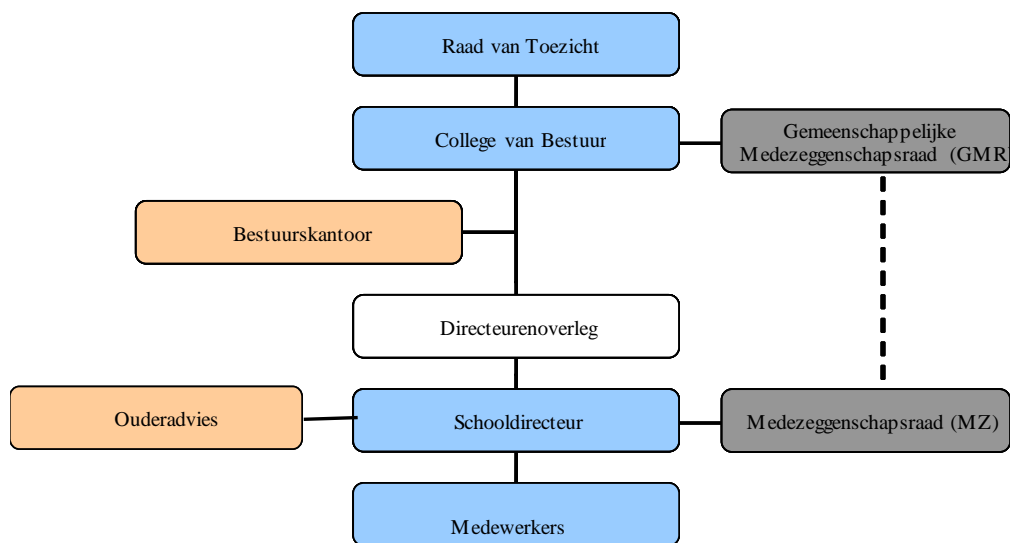 Raad van Toezicht
College van Bestuur
Gemeenschappelijke
Medezeggenschapsraad (GMR)
Bestuurskantoor
Directeurenoverleg
Ouderadvies
Schooldirecteur
Medezeggenschapsraad (MZ)
Medewerkers